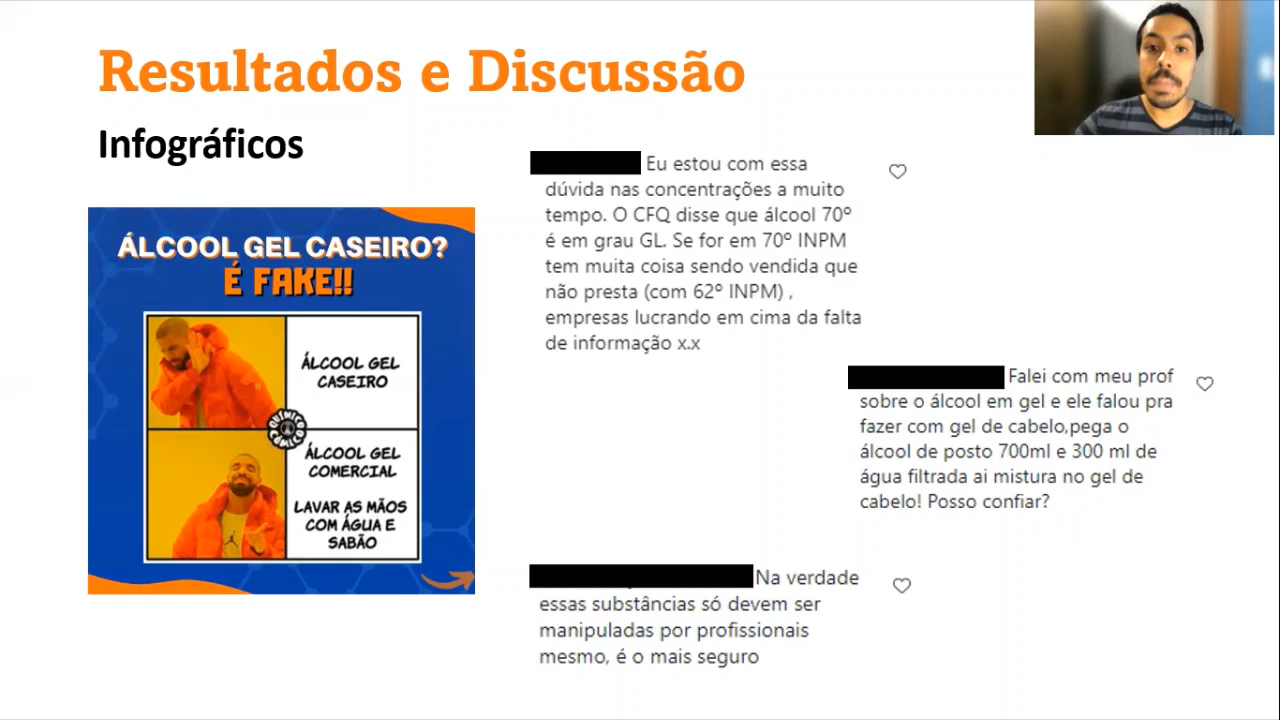 Resultados e Discussão
Infográficos
ÁLCOOL GEL CASEIRO?
É FAKE!!
ÁLCOOL GEL
CASEIRO
QUÍMICO
CÔMICO
ÁLCOOL GEL
COMERCIAL
LAVAR AS MÃOS
COM ÁGUA E
SABÃO
Eu estou com essa
dúvida nas concentrações a muito
tempo. O CFQ disse que álcool 70º
é em grau GL. Se for em 70º INPM
tem muita coisa sendo vendida que
não presta (com 62º INPM) ,
empresas lucrando em cima da falta
de informação x.x
Falei com meu prof
sobre o álcool em gel e ele falou pra
fazer com gel de cabelo,pega o
álcool de posto 700ml e 300 ml de
água filtrada ai mistura no gel de
cabelo! Posso confiar?
Na verdade
essas substâncias só devem ser
manipuladas por profissionais
mesmo, é o mais seguro